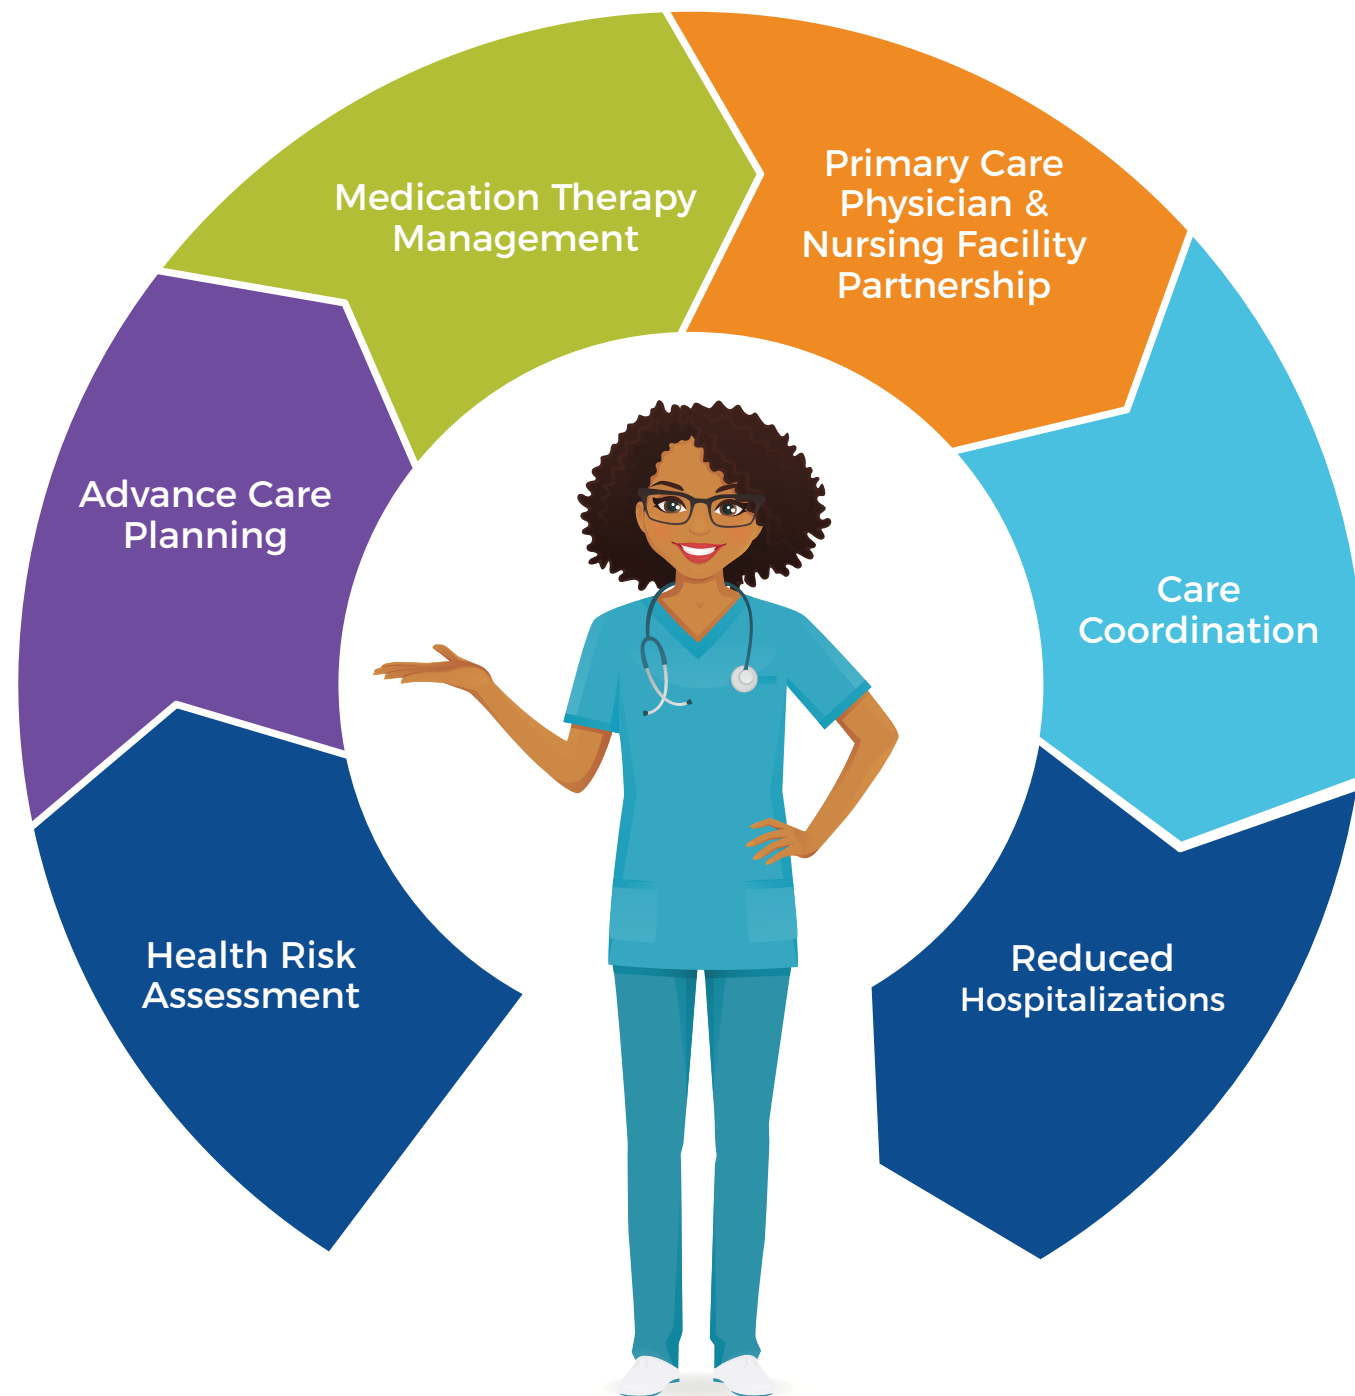 Health Risk
Assessment
Advance Care
Planning
Medication Therapy
Management
Primary Care
Physician &
Nursing Facility
Partnership
Care
Coordination
Reduced
Hospitalizations